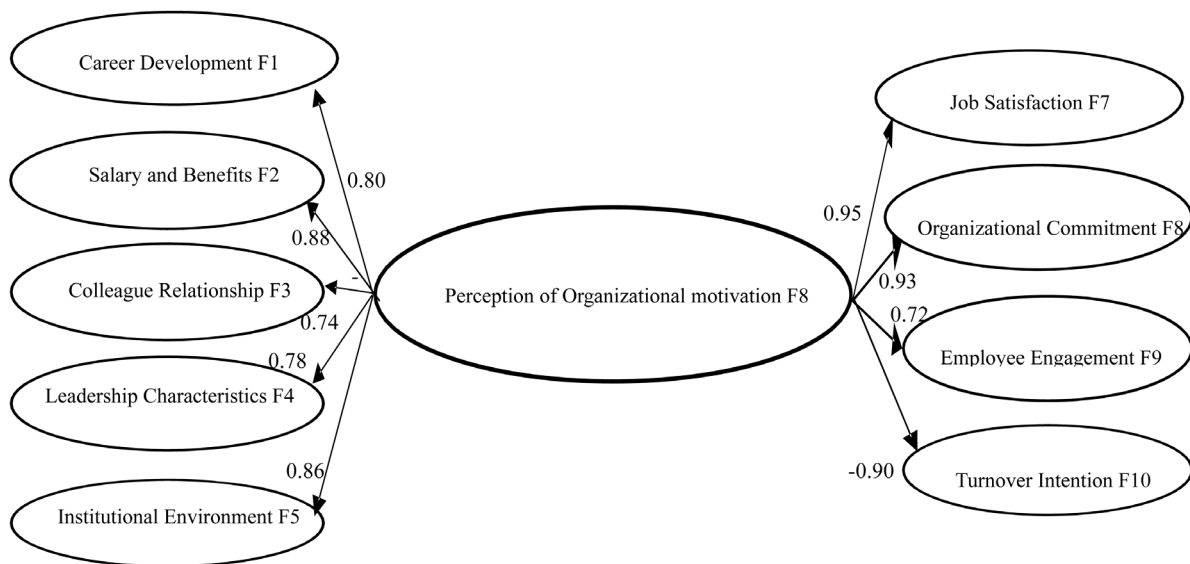 Career Development F1
Salary and Benefits F2
Colleague Relationship F3
Leadership Characteristics F4
Institutional Environment F5
0.80
0.88
-
0.74
0.78
0.86
Perception of Organizational motivation F8
0.95
0.93
0.72
-0.90
Job Satisfaction F7
Organizational Commitment F8
Employee Engagement F9
Turnover Intention F10